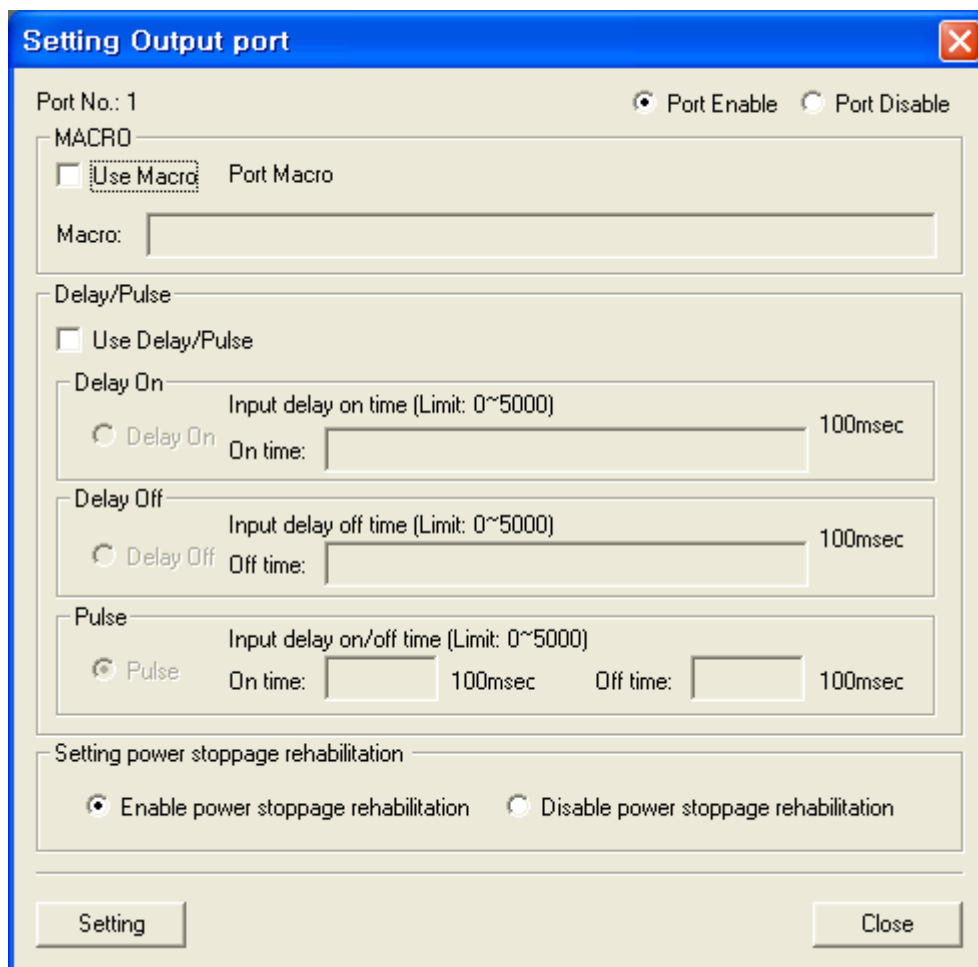 Setting Output port
Port No.: 1 Port Enable Port Disable
MACRO
Use Macro Port Macro
Macro:
Delay/Pulse
Use Delay/Pulse
Delay On
Input delay on time (Limit: 0~5000)
Delay On On time: 100msec
Delay Off
Input delay off time (Limit: 0~5000)
Delay Off Off time: 100msec
Pulse
Input delay on/off time (Limit: 0~5000)
Pulse On time: 100msec Off time: 100msec
Setting power stoppage rehabilitation
Enable power stoppage rehabilitation Disable power stoppage rehabilitation
Setting Close